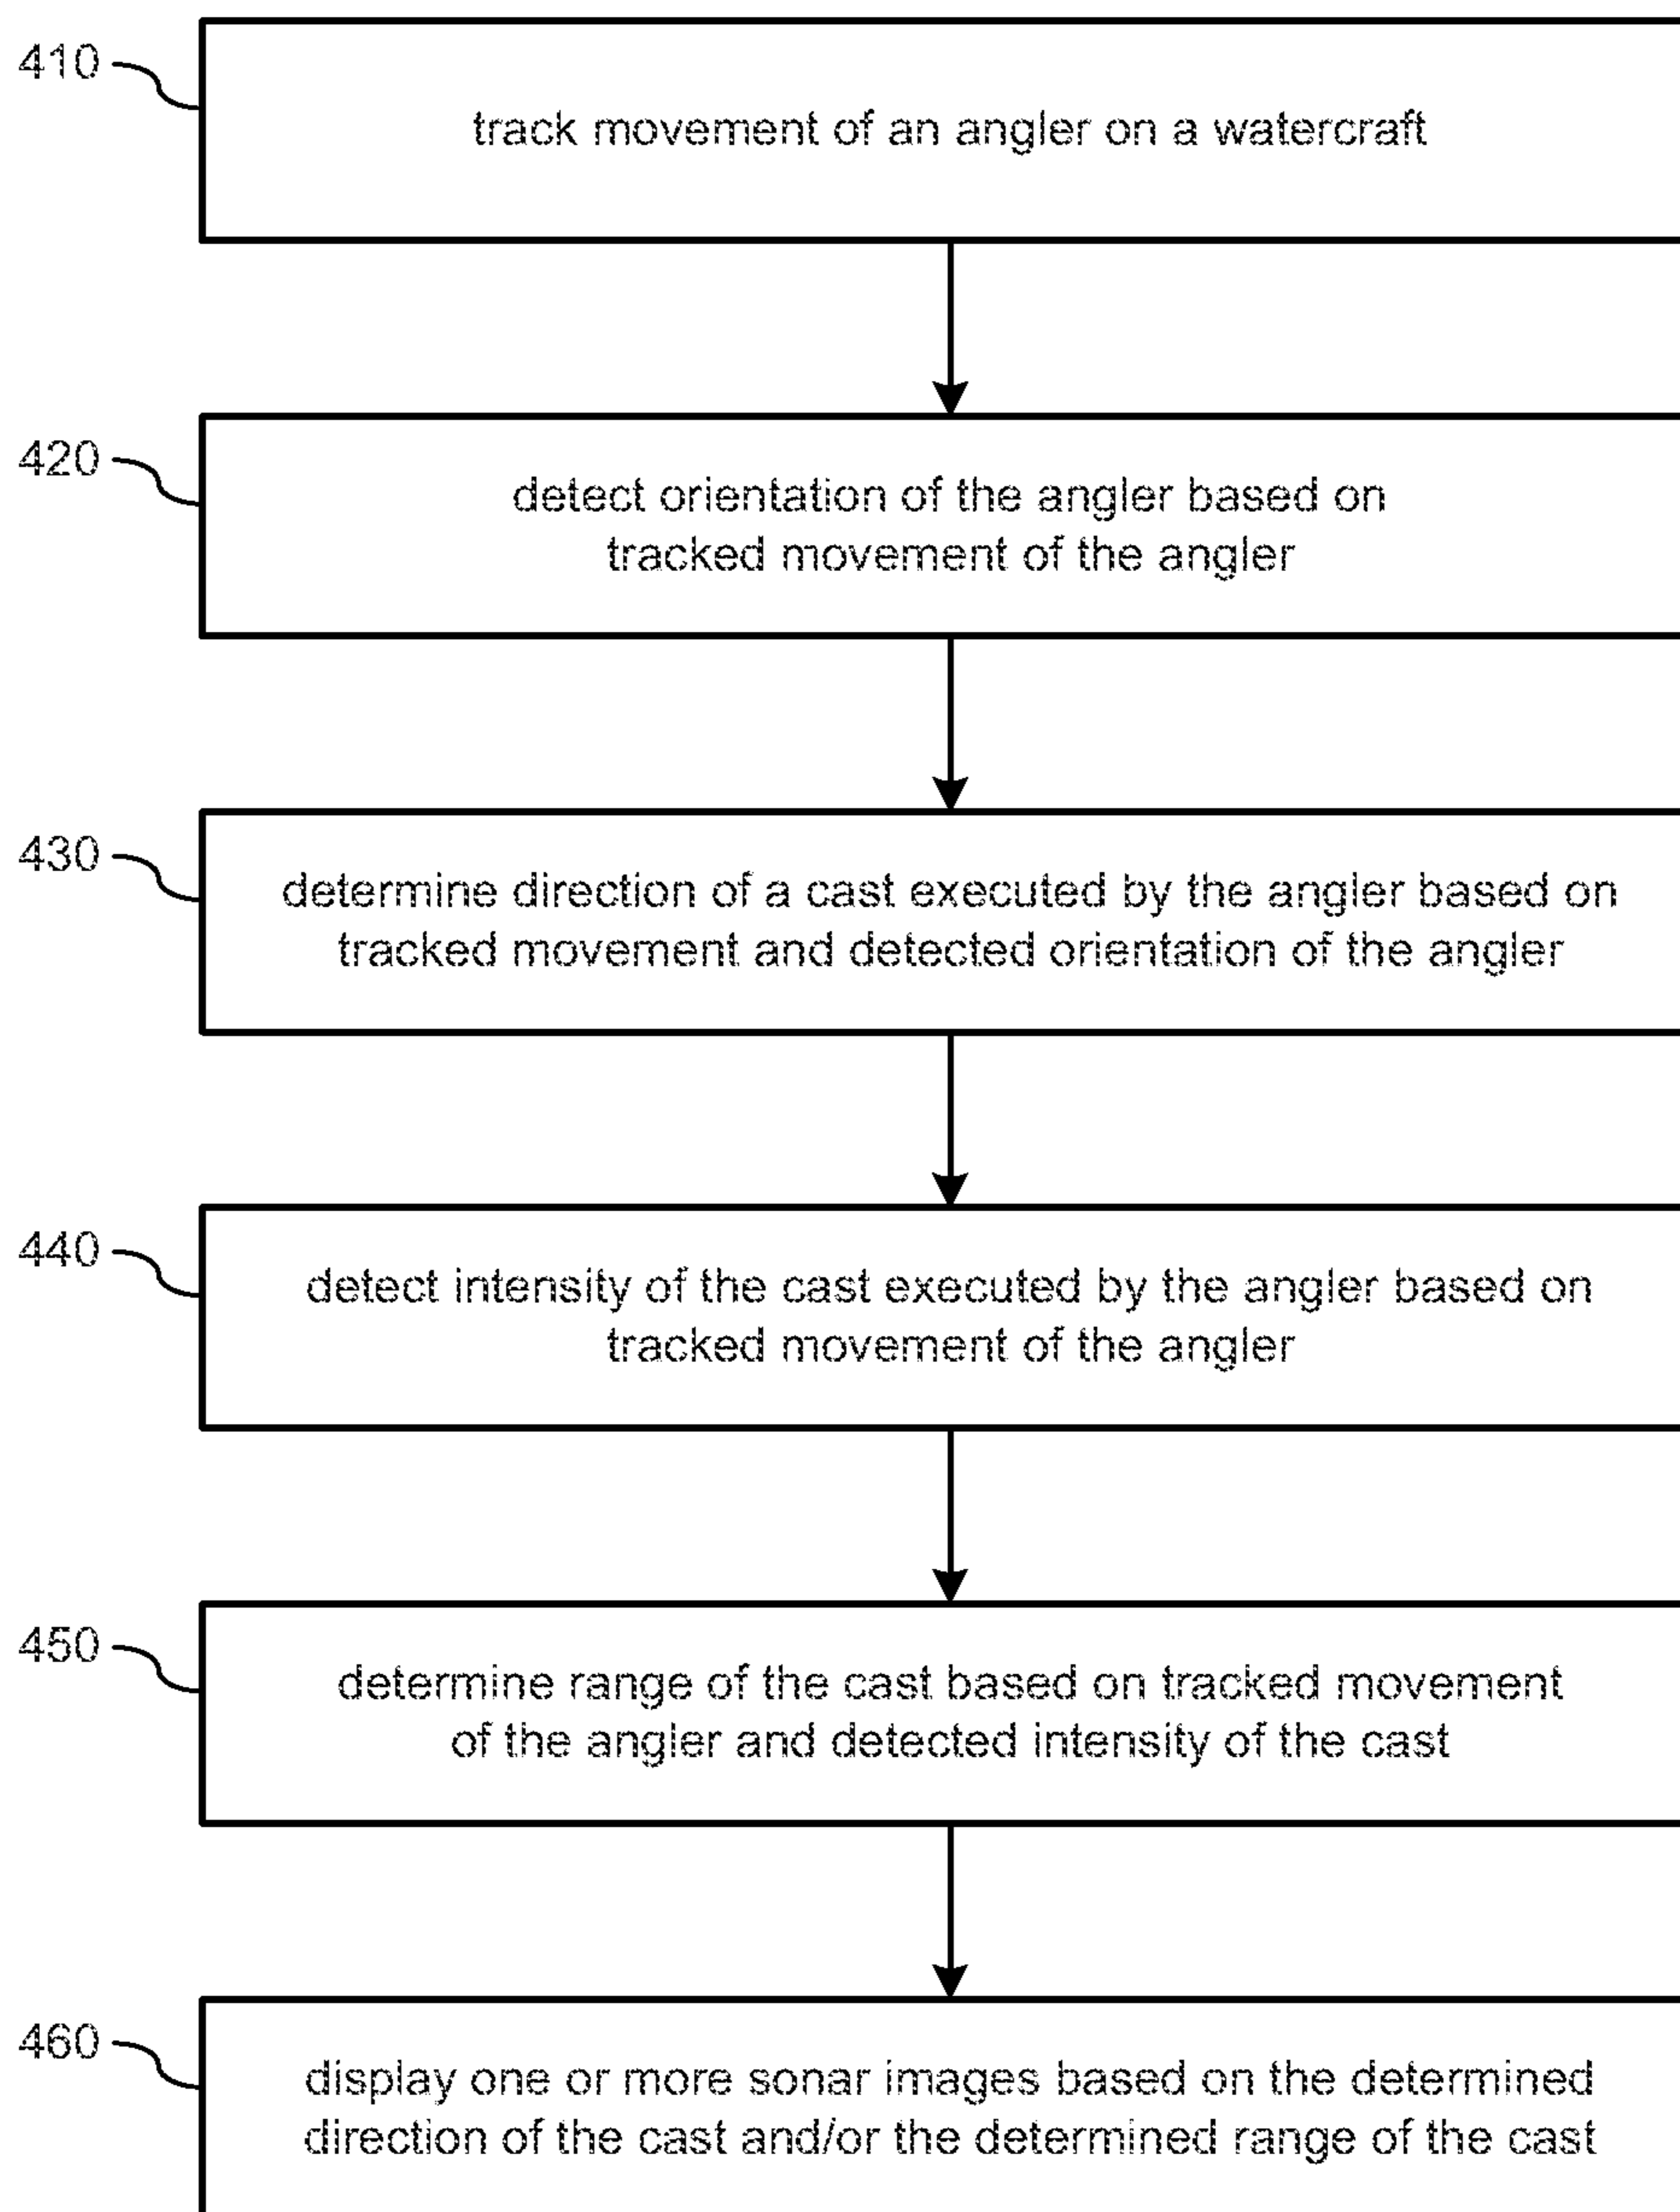 410
track movement of an angler on a watercraft
420
detect orientation of the angler based on
tracked movement of the angler
430
determine direction of a cast executed by the angler based on
tracked movement and detected orientation of the angler
440
detect intensity of the cast executed by the angler based on
tracked movement of the angler
450
determine range of the cast based on tracked movement
of the angler and detected intensity of the cast
460
display one or more sonar images based on the determined
direction of the cast and/or the determined range of the cast